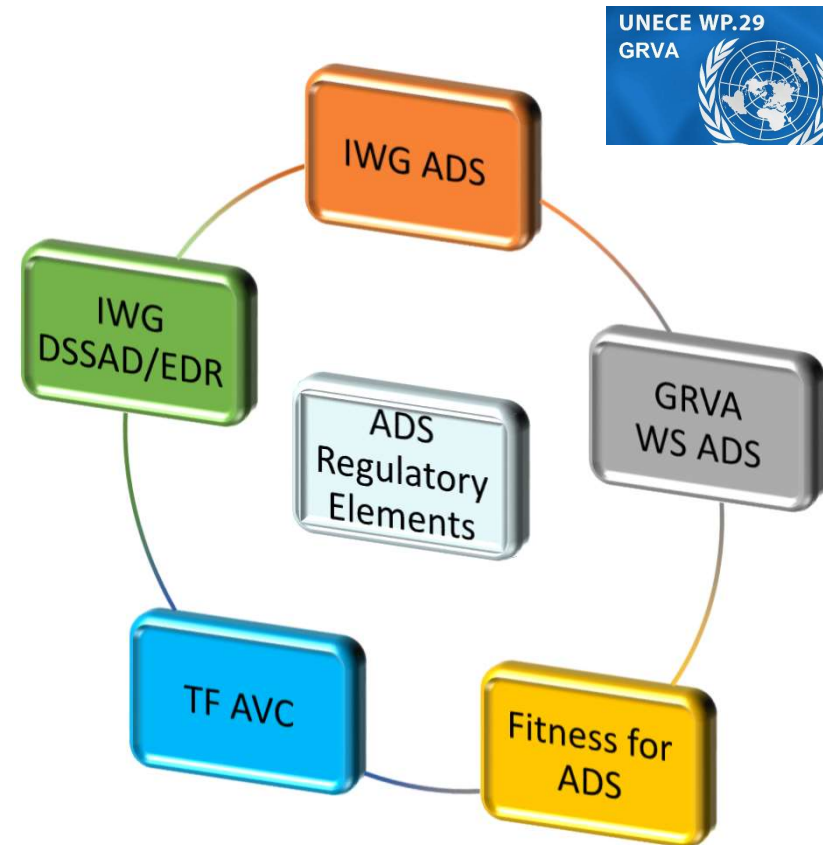 UNECE WP.29
GRVA
IWG ADS
IWG
DSSAD/EDR
GRVA
WS ADS
ADS
Regulatory
Elements
TF AVC
Fitness for
ADS